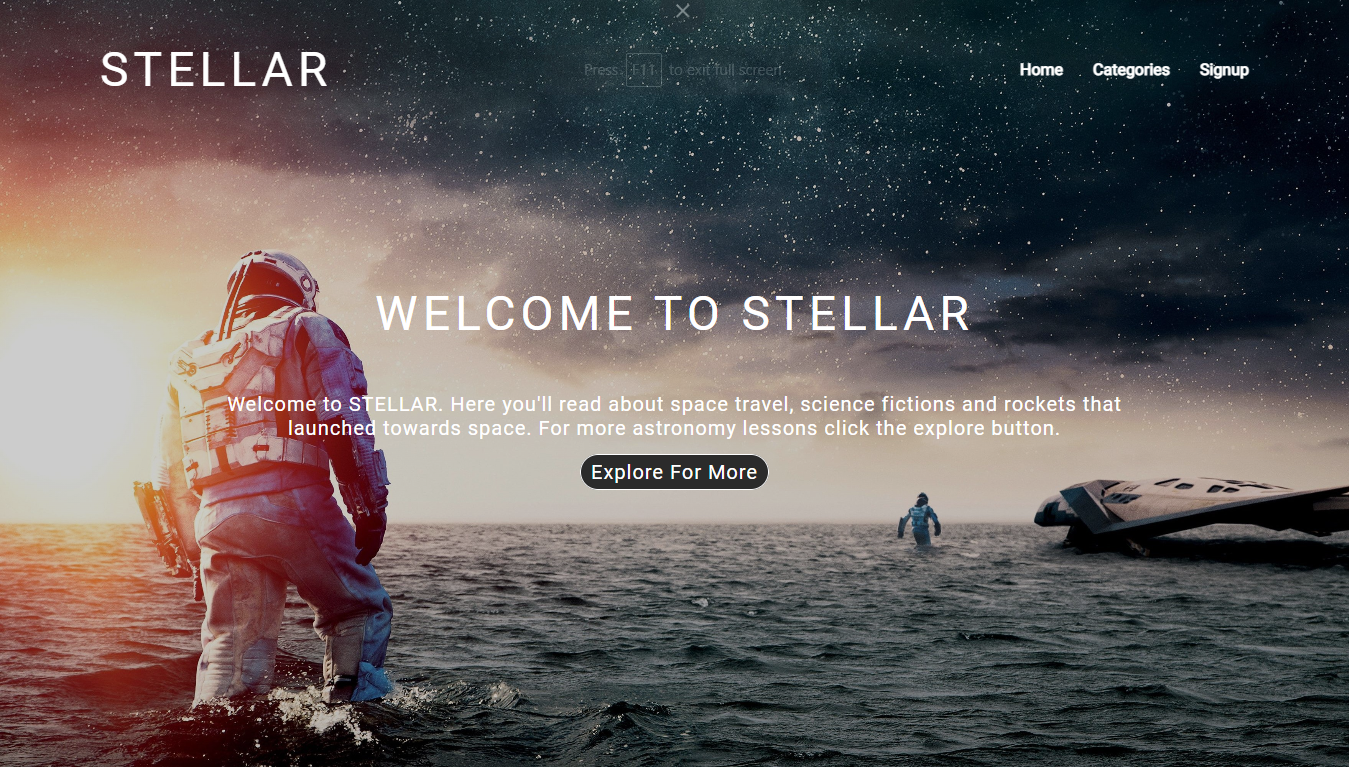 STELLAR
Press F11 to exit full screen
Home Categories Signup
WELCOME TO STELLAR
Welcome to STELLAR. Here you'll read about space travel, science fictions and rockets that
launched towards space. For more astronomy lessons click the explore button.
Explore For More